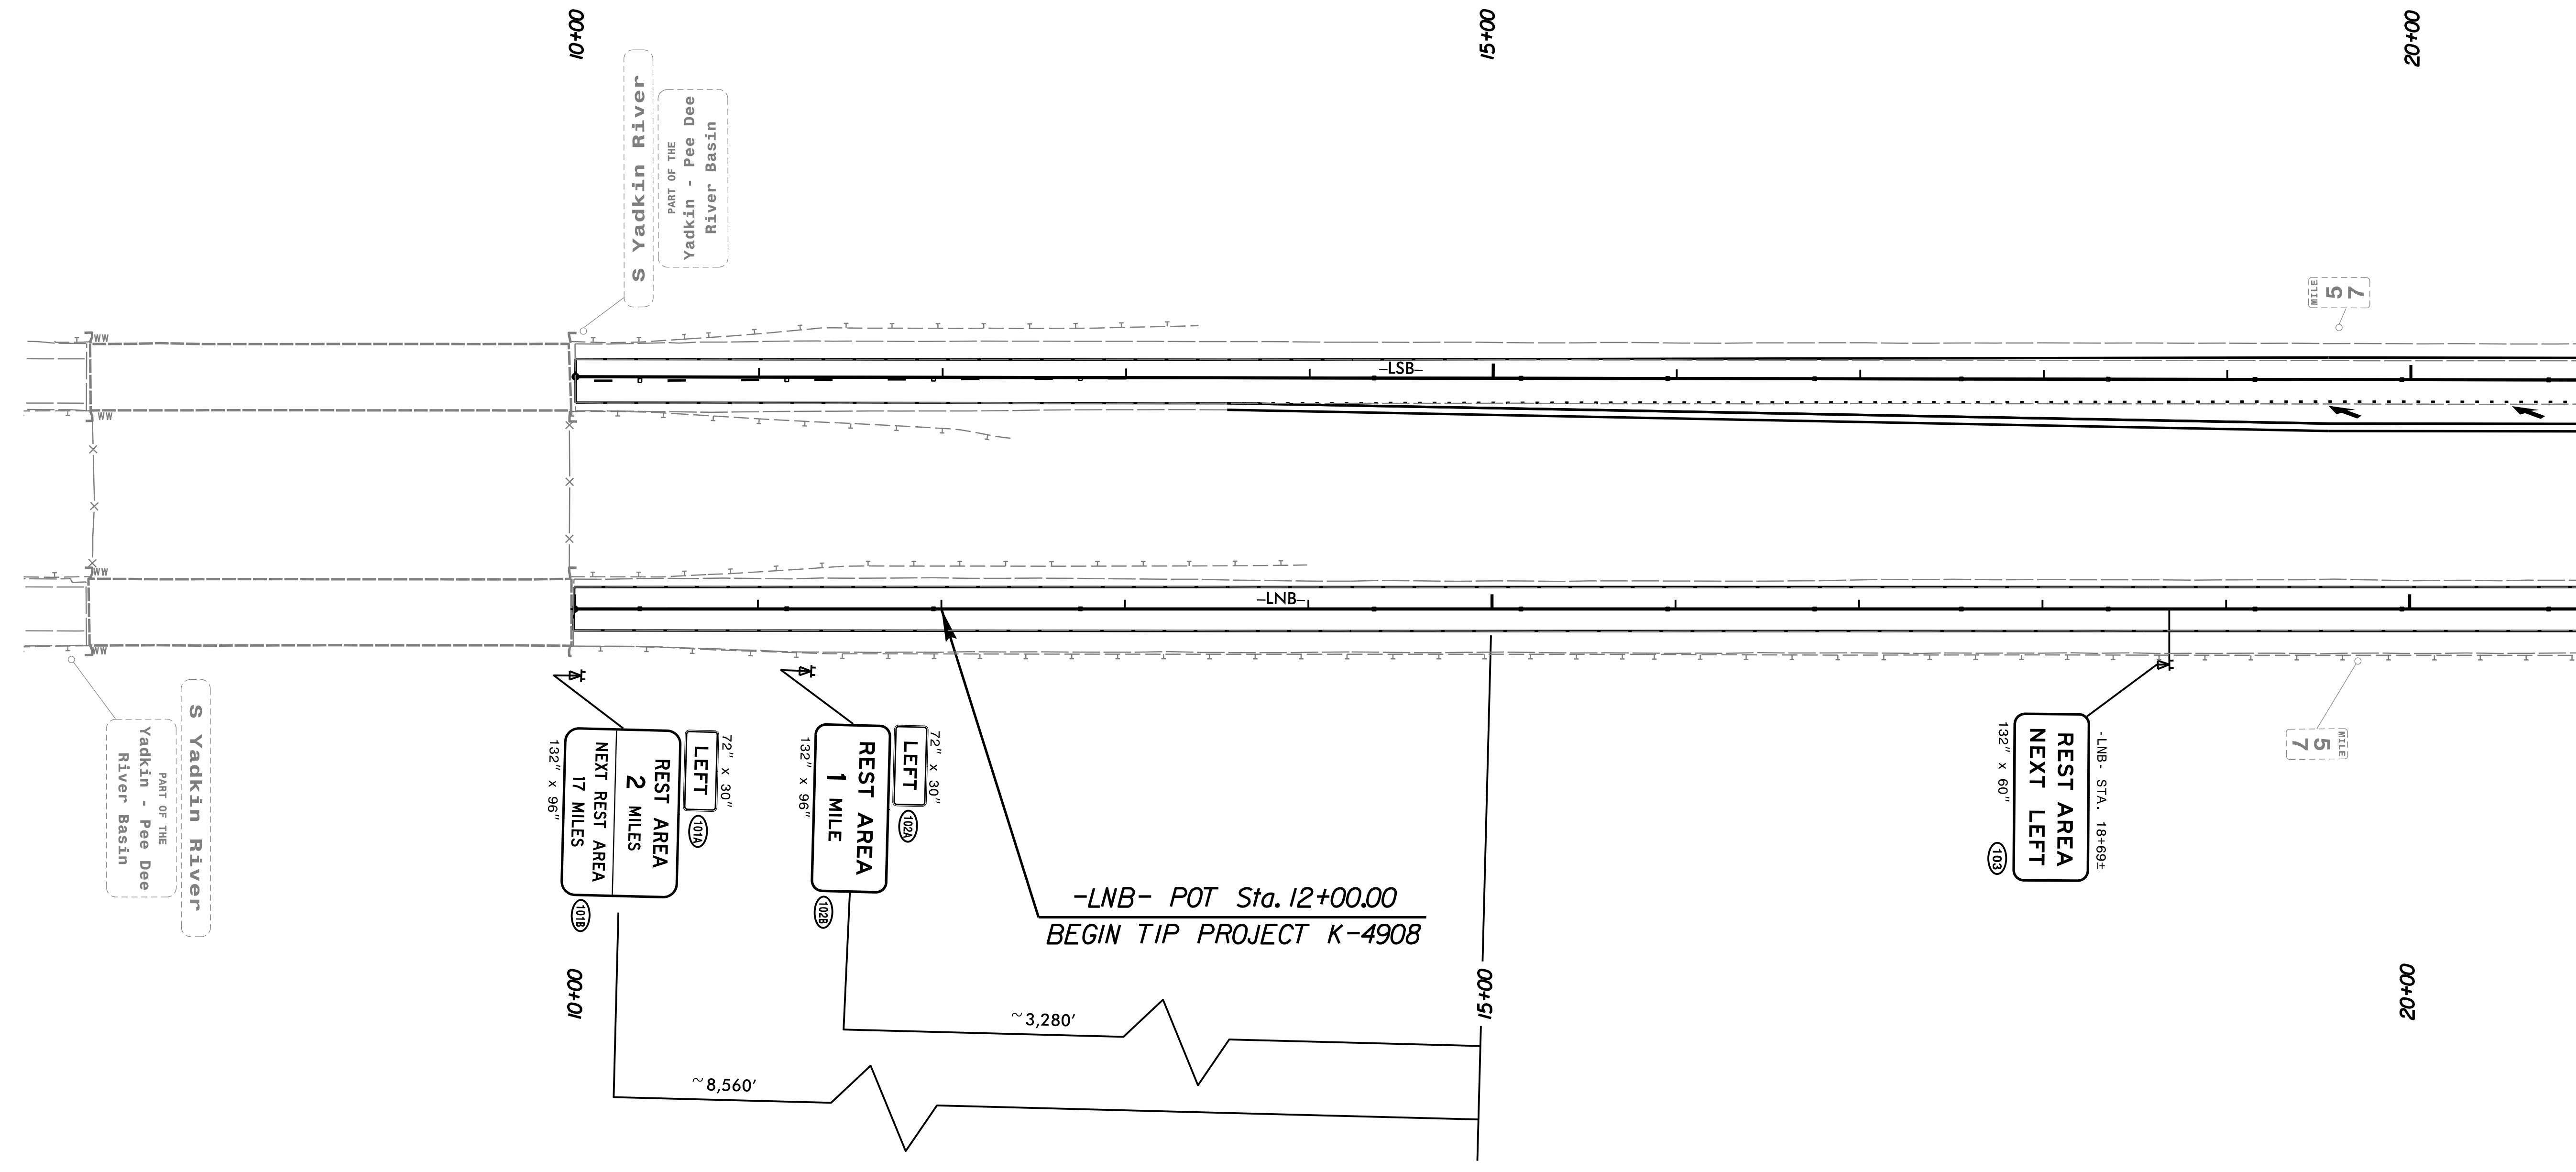 10+00
15+00
20+00
S Yadkin River
PART OF THE
Yadkin - Pee Dee
River Basin
MILE
5
7
-LSB-
-LNB-
WW
WW
WW
WW
S Yadkin River
PART OF THE
Yadkin - Pee Dee
River Basin
72" x 30"
LEFT
101A
REST AREA
2 MILES
NEXT REST AREA
17 MILES
132" x 96"
101B
72" x 30"
LEFT
102A
REST AREA
1 MILE
132" x 96"
102B
-LNB- POT Sta. 12+00.00
BEGIN TIP PROJECT K-4908
-LNB- STA. 18+69±
REST AREA
NEXT LEFT
132" x 60"
103
MILE
5
7
10+00
15+00
20+00
~3,280'
~8,560'